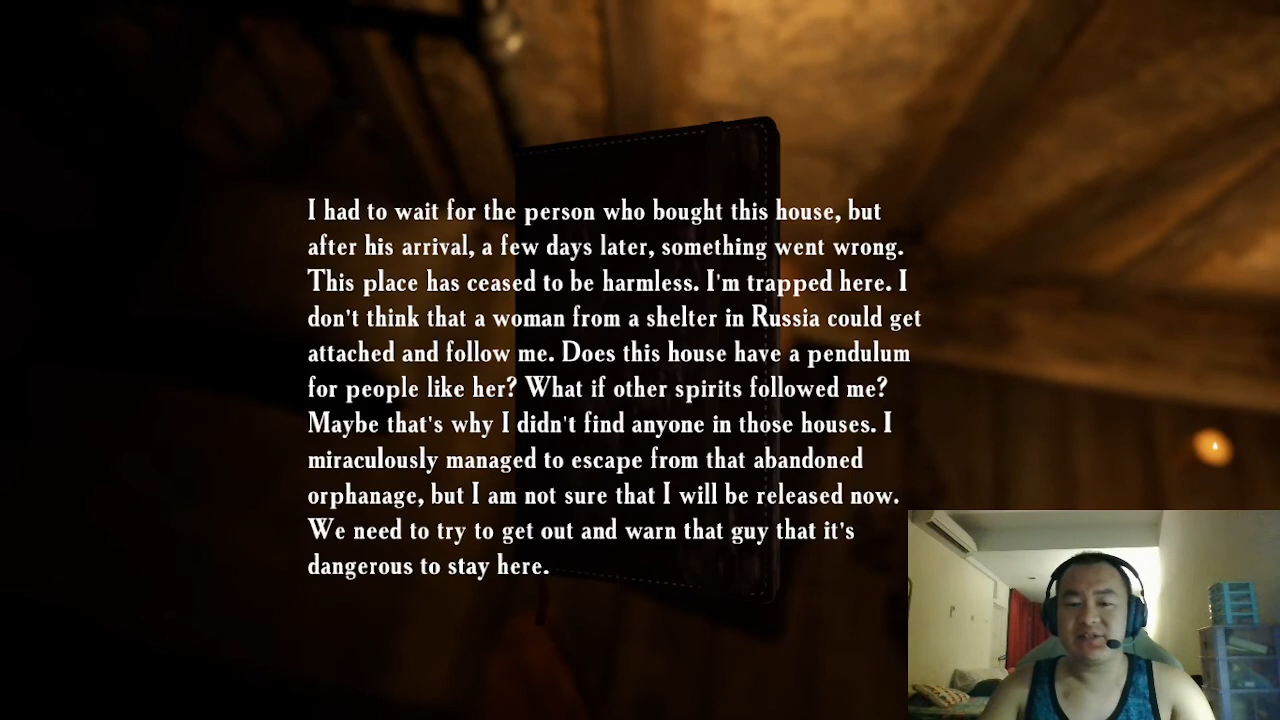 I had to wait for the person who bought this house, but
after his arrival, a few days later, something went wrong.
This place has ceased to be harmless. I'm trapped here. I
don't think that a woman from a shelter in Russia could get
attached and follow me. Does this house have a pendulum
for people like her? What if other spirits followed me?
Maybe that's why I didn't find anyone in those houses. I
miraculously managed to escape from that abandoned
orphanage, but I am not sure that I will be released now.
We need to try to get out and warn that guy that it's
dangerous to stay here.